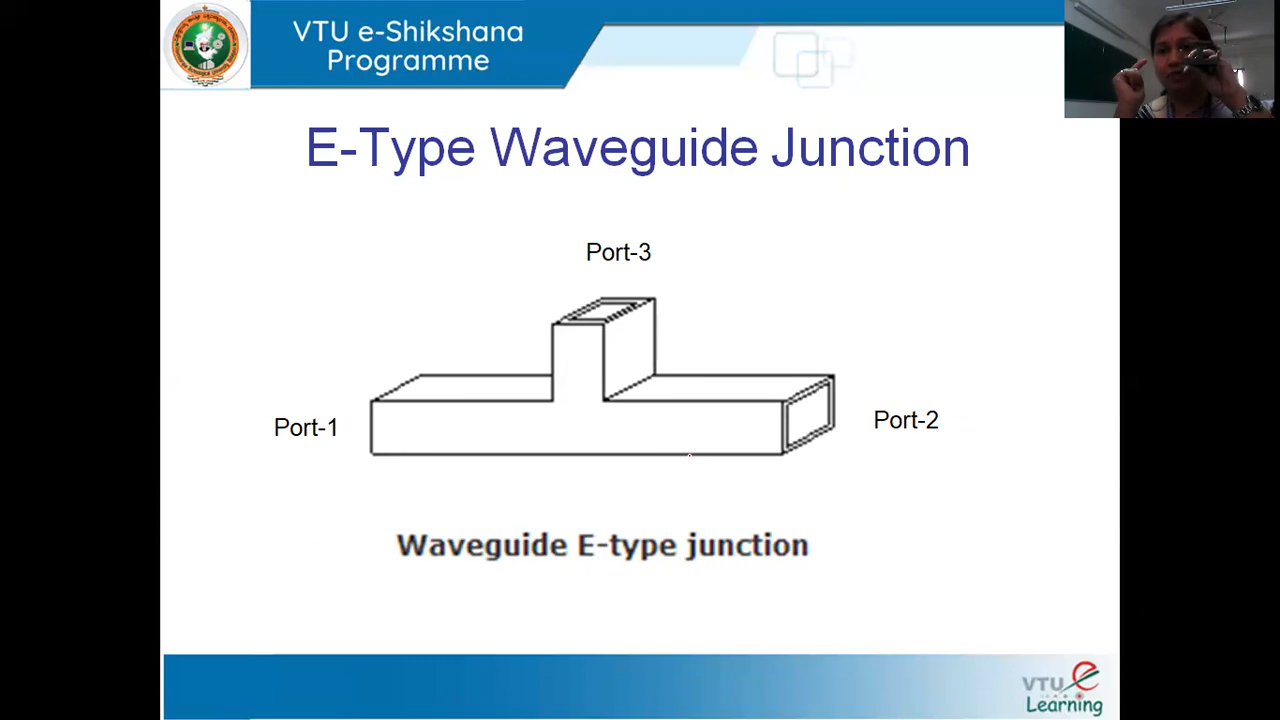 VTU e-Shikshana
Programme
E-Type Waveguide Junction
Port-3
Port-1
Port-2
Waveguide E-type junction
VTU e
Learning